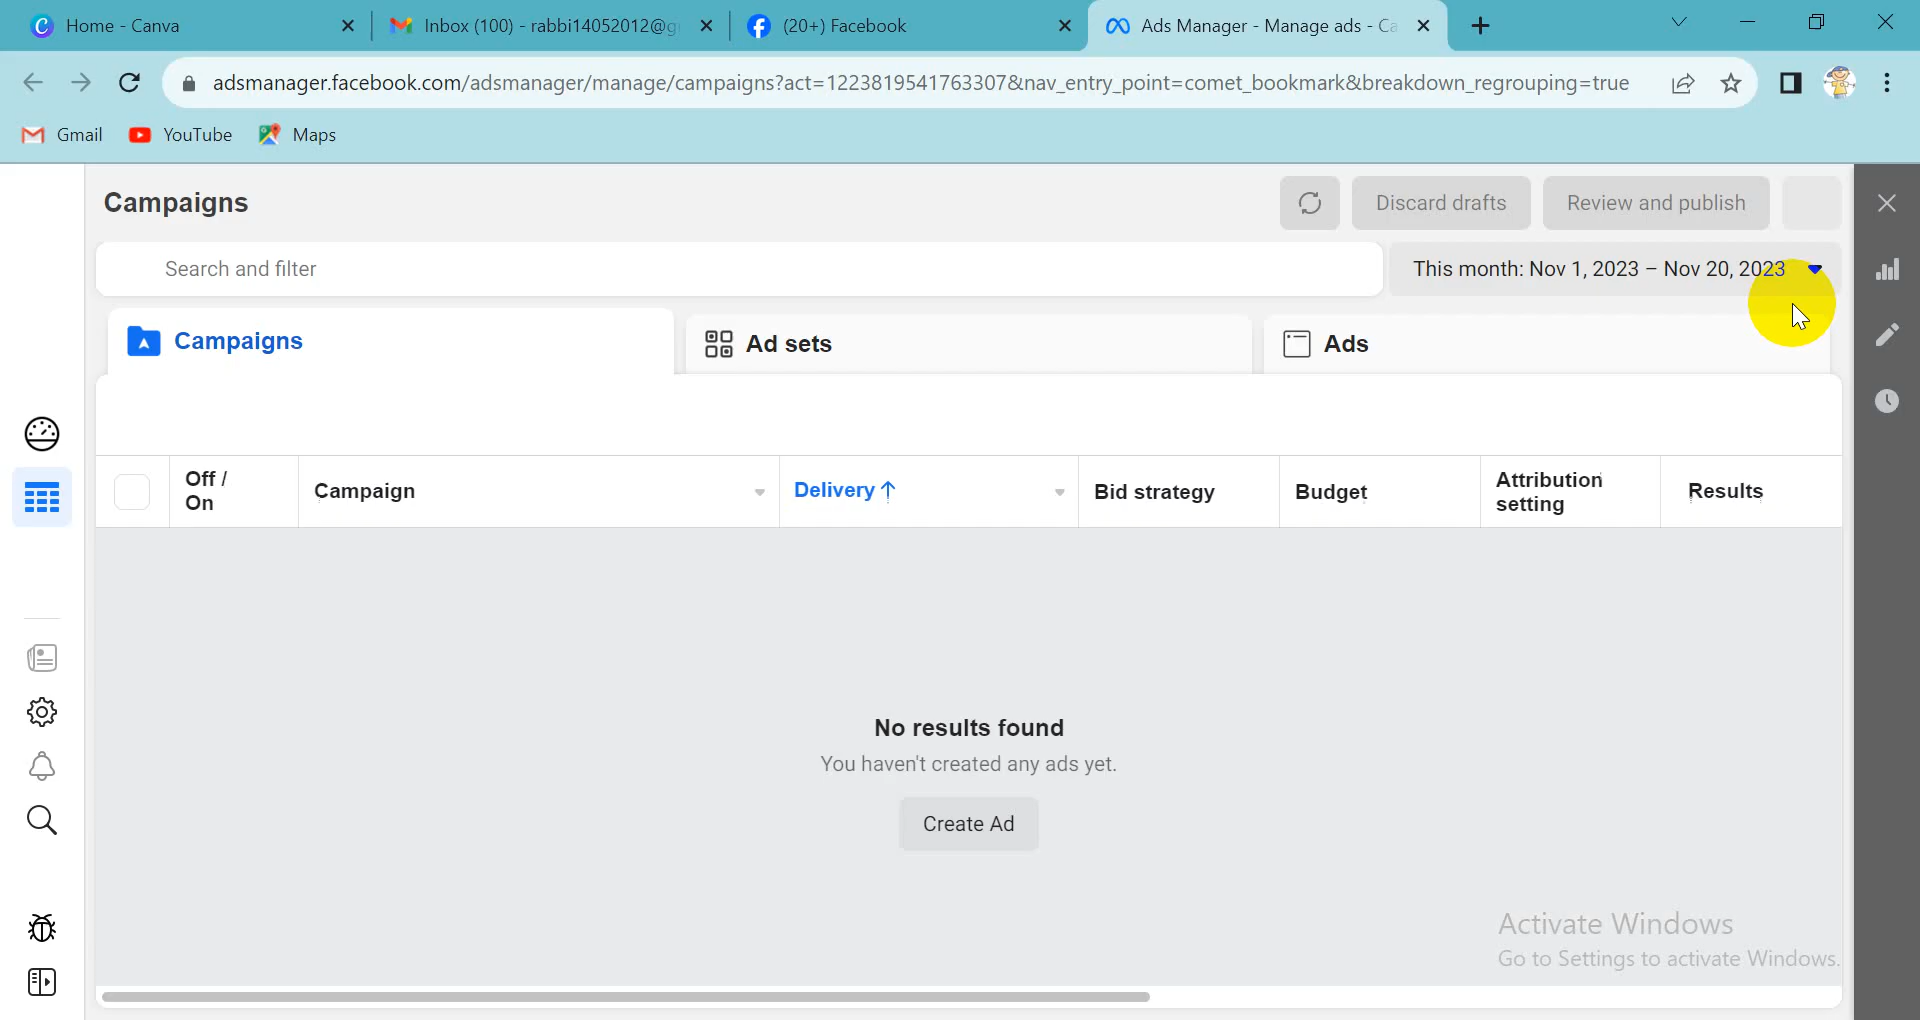 Home - Canva
Inbox (100) - rabbi14052012@g
(20+) Facebook
Ads Manager - Manage ads - Ca
adsmanager.facebook.com/adsmanager/manage/campaigns?act=1223819541763307&nav_entry_point=comet_bookmark&breakdown_regrouping=true
Gmail
YouTube
Maps
Campaigns
Discard drafts
Review and publish
Search and filter
This month: Nov 1, 2023 – Nov 20, 2023
Campaigns
Ad sets
Ads
Off /
On
Campaign
Delivery ↑
Bid strategy
Budget
Attribution
setting
Results
No results found
You haven't created any ads yet.
Create Ad
Activate Windows
Go to Settings to activate Windows.